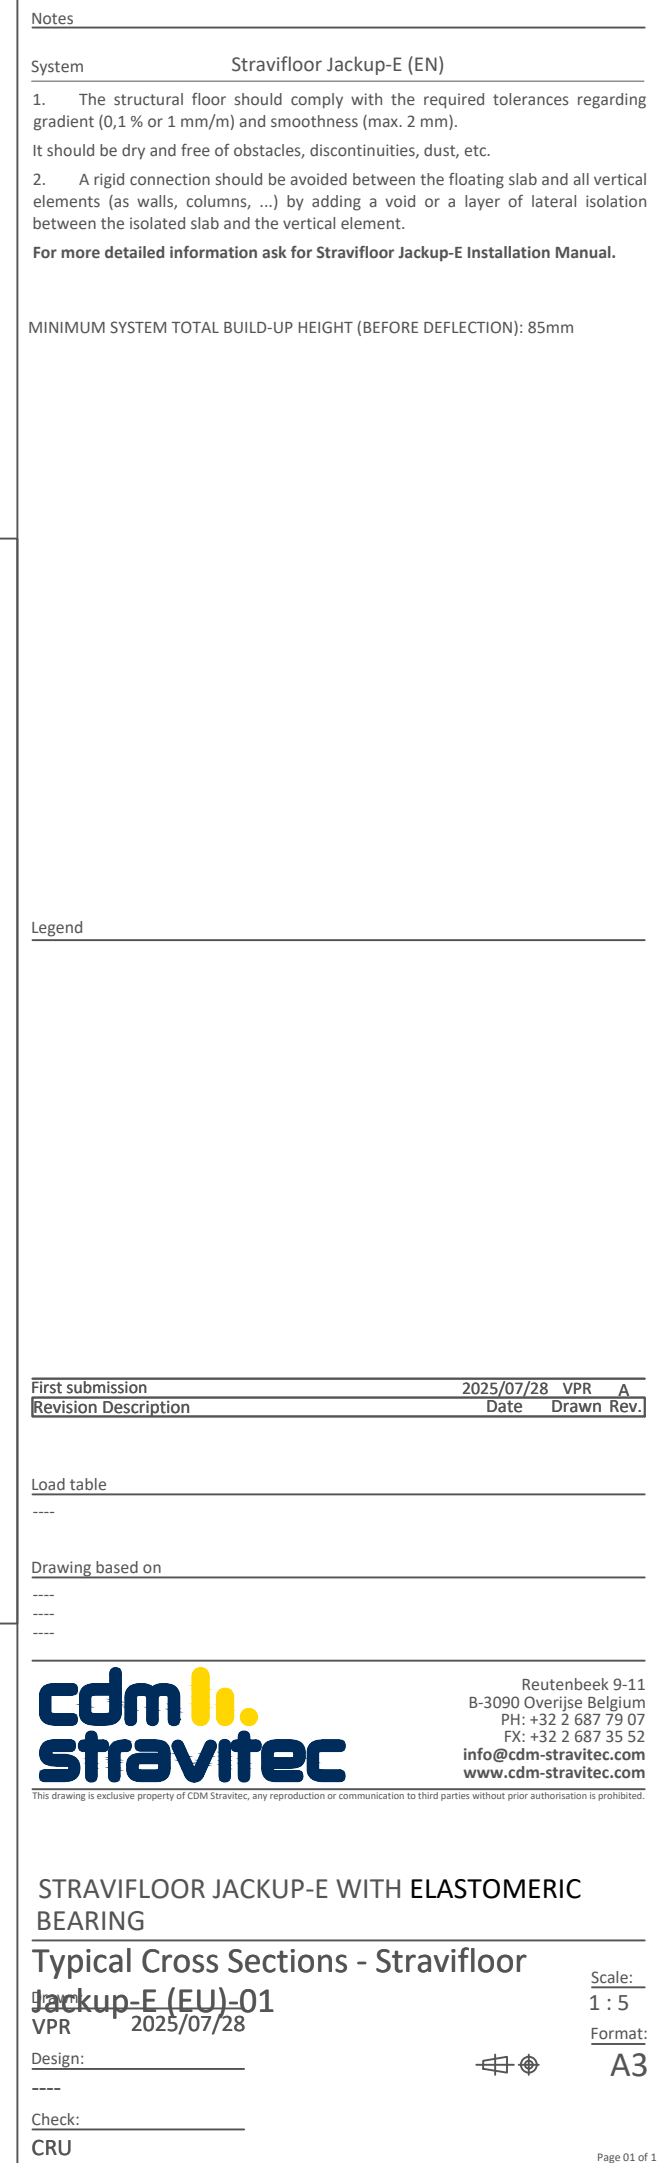 Notes
System Stravifloor Jackup-E (EN)
1. The structural floor should comply with the required tolerances regarding
gradient (0,1 % or 1 mm/m) and smoothness (max. 2 mm).
It should be dry and free of obstacles, discontinuities, dust, etc.
2. A rigid connection should be avoided between the floating slab and all vertical
elements (as walls, columns, ...) by adding a void or a layer of lateral isolation
between the isolated slab and the vertical element.
For more detailed information ask for Stravifloor Jackup-E Installation Manual.
MINIMUM SYSTEM TOTAL BUILD-UP HEIGHT (BEFORE DEFLECTION): 85mm
Legend
First submission 2025/07/28 VPR A
Revision Description Date Drawn Rev.
Load table
----
Drawing based on
----
----
----
cdm
stravitec
Reutenbeek 9-11
B-3090 Overijse Belgium
PH: +32 2 687 79 07
FX: +32 2 687 35 52
info@cdm-stravitec.com
www.cdm-stravitec.com
This drawing is exclusive property of CDM Stravitec, any reproduction or communication to third parties without prior authorisation is prohibited.
STRAVIFLOOR JACKUP-E WITH ELASTOMERIC
BEARING
Typical Cross Sections - Stravifloor
Jackup-E (EU)-01
Scale:
1 : 5
Drawn:
VPR 2025/07/28
Format:
A3
Design:
----
Check:
CRU
Page 01 of 1